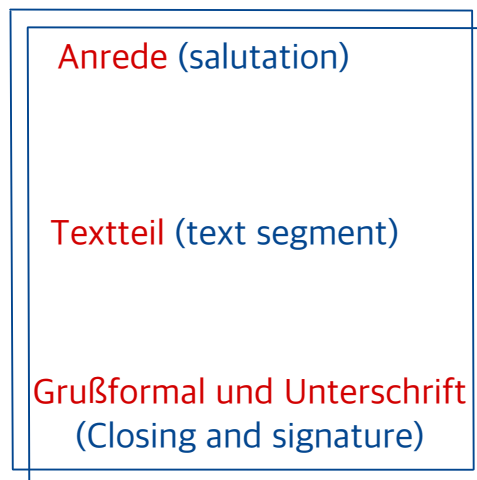 Anrede (salutation)
Textteil (text segment)
Grußformal und Unterschrift
(Closing and signature)